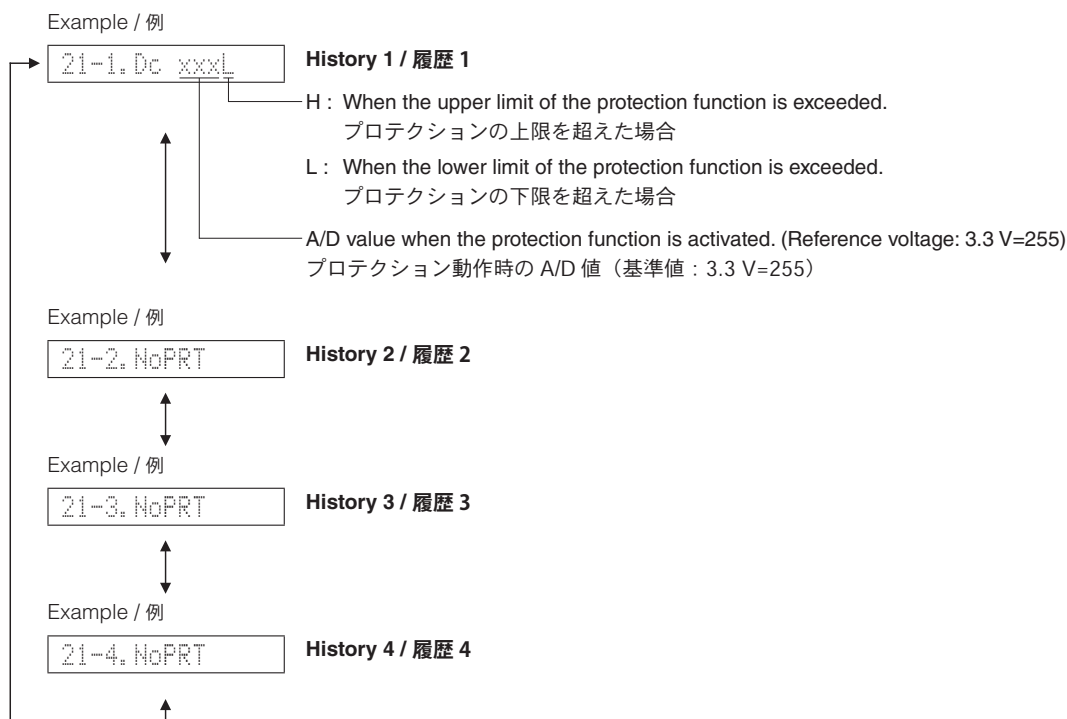 Example / 例
21-1.Dc xxxL
History 1 / 履歴 1
H : When the upper limit of the protection function is exceeded.
プロテクションの上限を超えた場合
L : When the lower limit of the protection function is exceeded.
プロテクションの下限を超えた場合
A/D value when the protection function is activated. (Reference voltage: 3.3 V=255)
プロテクション動作時の A/D 値（基準値：3.3 V=255）
Example / 例
21-2.NoPRT
History 2 / 履歴 2
Example / 例
21-3.NoPRT
History 3 / 履歴 3
Example / 例
21-4.NoPRT
History 4 / 履歴 4